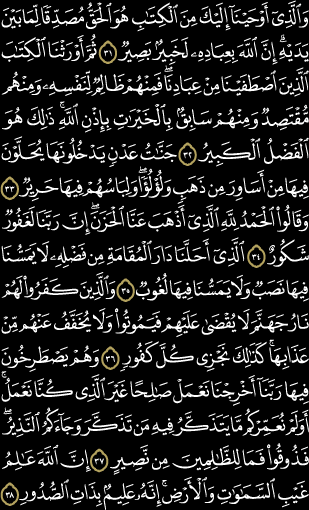 وَٱلَّذِىٓ أَوْحَيْنَآ إِلَيْكَ مِنَ ٱلْكِتَٰبِ هُوَ ٱلْحَقُّ مُصَدِّقًا لِّمَا بَيْنَ
يَدَيْهِ ۗ إِنَّ ٱللَّهَ بِعِبَادِهِۦ لَخَبِيرٌۢ بَصِيرٌ ٣١ ثُمَّ أَوْرَثْنَا ٱلْكِتَٰبَ
ٱلَّذِينَ ٱصْطَفَيْنَا مِنْ عِبَادِنَا ۖ فَمِنْهُمْ ظَالِمٌ لِّنَفْسِهِۦ وَمِنْهُم
مُّقْتَصِدٌ وَمِنْهُمْ سَابِقٌۢ بِٱلْخَيْرَٰتِ بِإِذْنِ ٱللَّهِ ۚ ذَٰلِكَ هُوَ
ٱلْفَضْلُ ٱلْكَبِيرُ ٣٢ جَنَّٰتُ عَدْنٍ يَدْخُلُونَهَا يُحَلَّوْنَ
فِيهَا مِنْ أَسَاوِرَ مِن ذَهَبٍ وَلُؤْلُؤًا ۖ وَلِبَاسُهُمْ فِيهَا حَرِيرٌ ٣٣
وَقَالُوا۟ ٱلْحَمْدُ لِلَّهِ ٱلَّذِىٓ أَذْهَبَ عَنَّا ٱلْحَزَنَ ۖ إِنَّ رَبَّنَا لَغَفُورٌ
شَكُورٌ ٣٤ ٱلَّذِىٓ أَحَلَّنَا دَارَ ٱلْمُقَامَةِ مِن فَضْلِهِۦ لَا يَمَسُّنَا
فِيهَا نَصَبٌ وَلَا يَمَسُّنَا فِيهَا لُغُوبٌ ٣٥ وَٱلَّذِينَ كَفَرُوا۟ لَهُمْ
نَارُ جَهَنَّمَ لَا يُقْضَىٰ عَلَيْهِمْ فَيَمُوتُوا۟ وَلَا يُخَفَّفُ عَنْهُم مِّنْ
عَذَابِهَا ۚ كَذَٰلِكَ نَجْزِى كُلَّ كَفُورٍ ٣٦ وَهُمْ يَصْطَرِخُونَ
فِيهَا رَبَّنَآ أَخْرِجْنَا نَعْمَلْ صَٰلِحًا غَيْرَ ٱلَّذِى كُنَّا نَعْمَلُ ۚ
أَوَلَمْ نُعَمِّرْكُم مَّا يَتَذَكَّرُ فِيهِ مَن تَذَكَّرَ وَجَآءَكُمُ ٱلنَّذِيرُ ۖ
فَذُوقُوا۟ فَمَا لِلظَّٰلِمِينَ مِن نَّصِيرٍ ٣٧ إِنَّ ٱللَّهَ عَٰلِمُ
غَيْبِ ٱلسَّمَٰوَٰتِ وَٱلْأَرْضِ ۚ إِنَّهُۥ عَلِيمٌۢ بِذَاتِ ٱلصُّدُورِ ٣٨